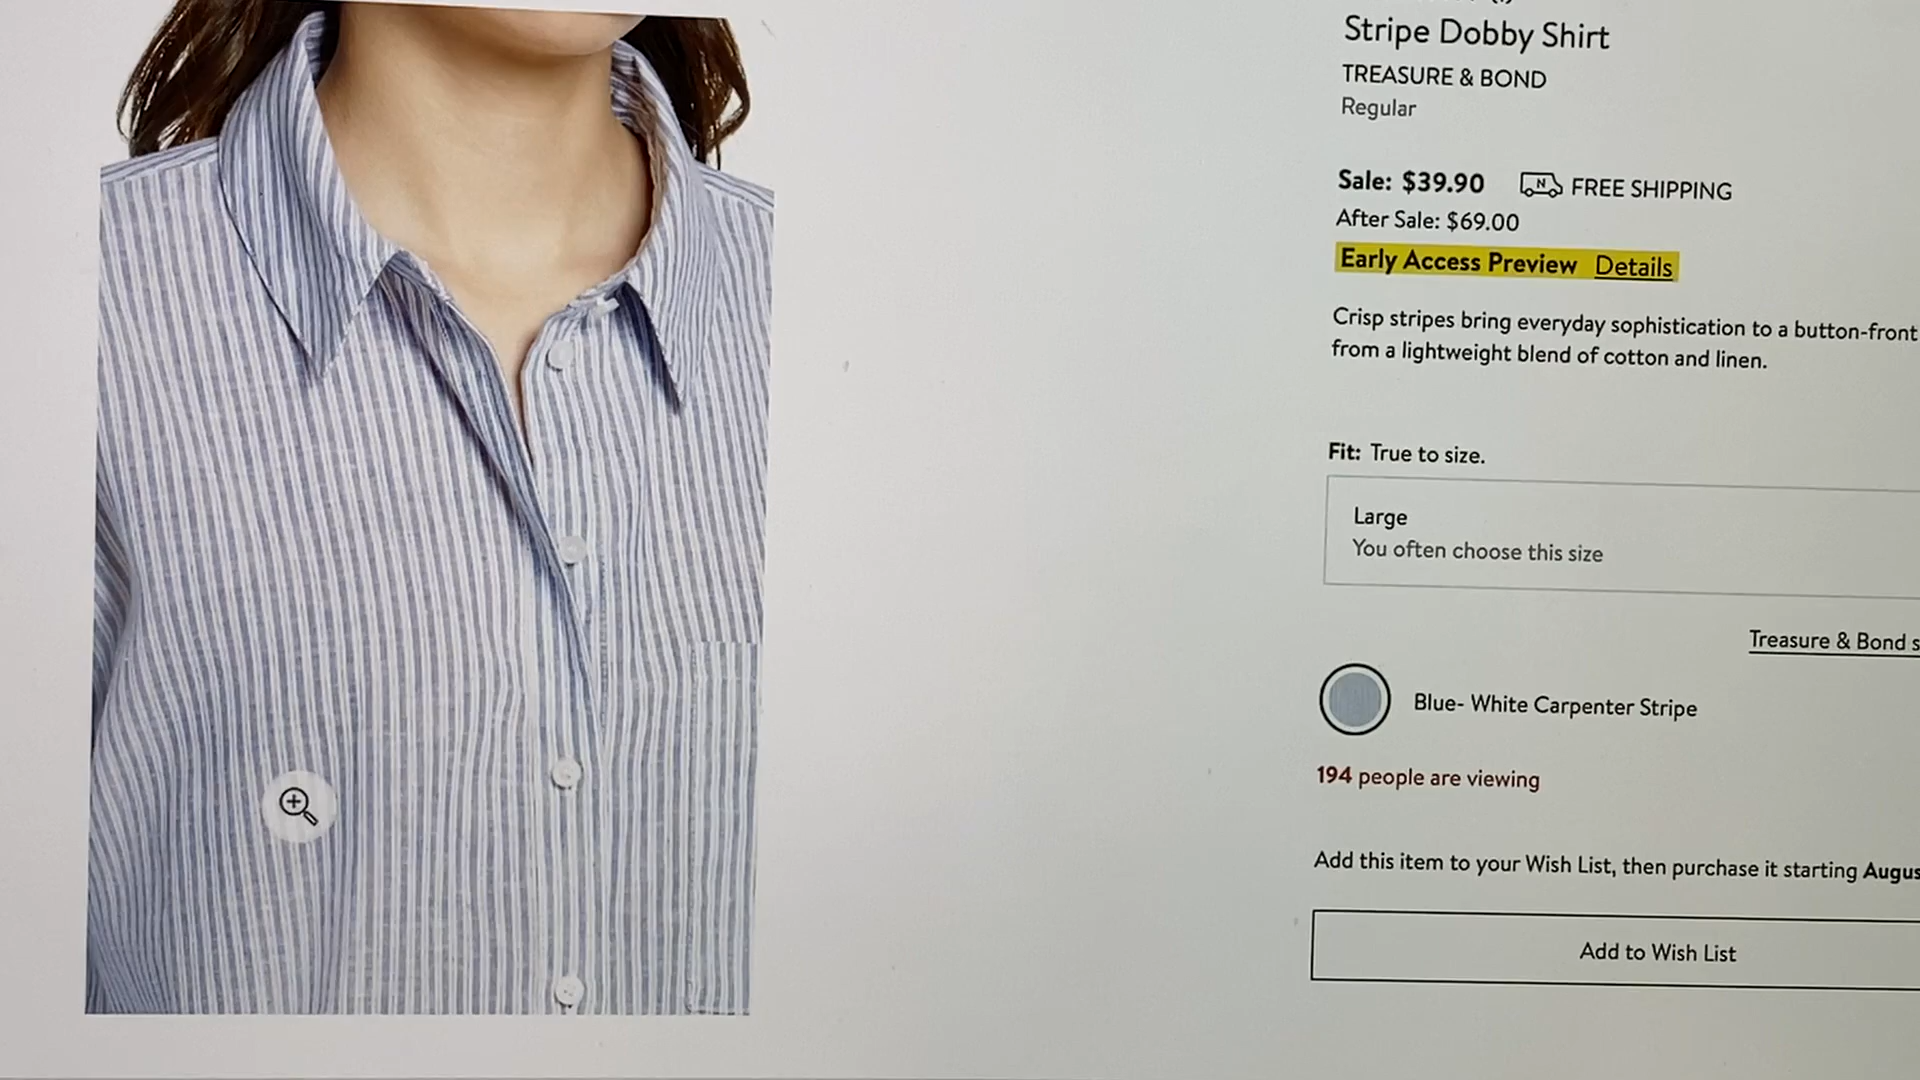 Stripe Dobby Shirt
TREASURE & BOND
Regular
Sale: $39.90 N FREE SHIPPING
After Sale: $69.00
Early Access Preview Details
Crisp stripes bring everyday sophistication to a button-front
from a lightweight blend of cotton and linen.
Fit: True to size.
Large
You often choose this size
Treasure & Bond s
Blue- White Carpenter Stripe
194 people are viewing
Add this item to your Wish List, then purchase it starting Augus
Add to Wish List